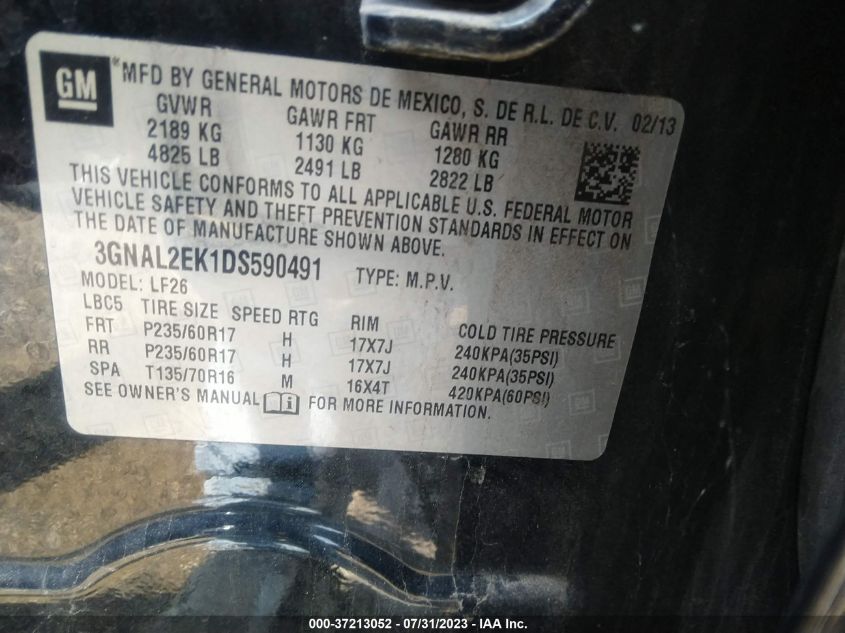 GM ® MFD BY GENERAL MOTORS DE MEXICO, S. DE R.L. DE C.V. 02/13
GVWR GAWR FRT GAWR RR
2189 KG 1130 KG 1280 KG
4825 LB 2491 LB 2822 LB
THIS VEHICLE CONFORMS TO ALL APPLICABLE U.S. FEDERAL MOTOR
VEHICLE SAFETY AND THEFT PREVENTION STANDARDS IN EFFECT ON
THE DATE OF MANUFACTURE SHOWN ABOVE.
3GNAL2EK1DS590491 TYPE: M.P.V.
MODEL: LF26
LBC5 TIRE SIZE SPEED RTG RIM COLD TIRE PRESSURE
FRT P235/60R17 H 17X7J 240KPA(35PSI)
RR P235/60R17 H 17X7J 240KPA(35PSI)
SPA T135/70R16 M 16X4T 420KPA(60PSI)
SEE OWNER'S MANUAL FOR MORE INFORMATION.
000-37213052 - 07/31/2023 - IAA Inc.